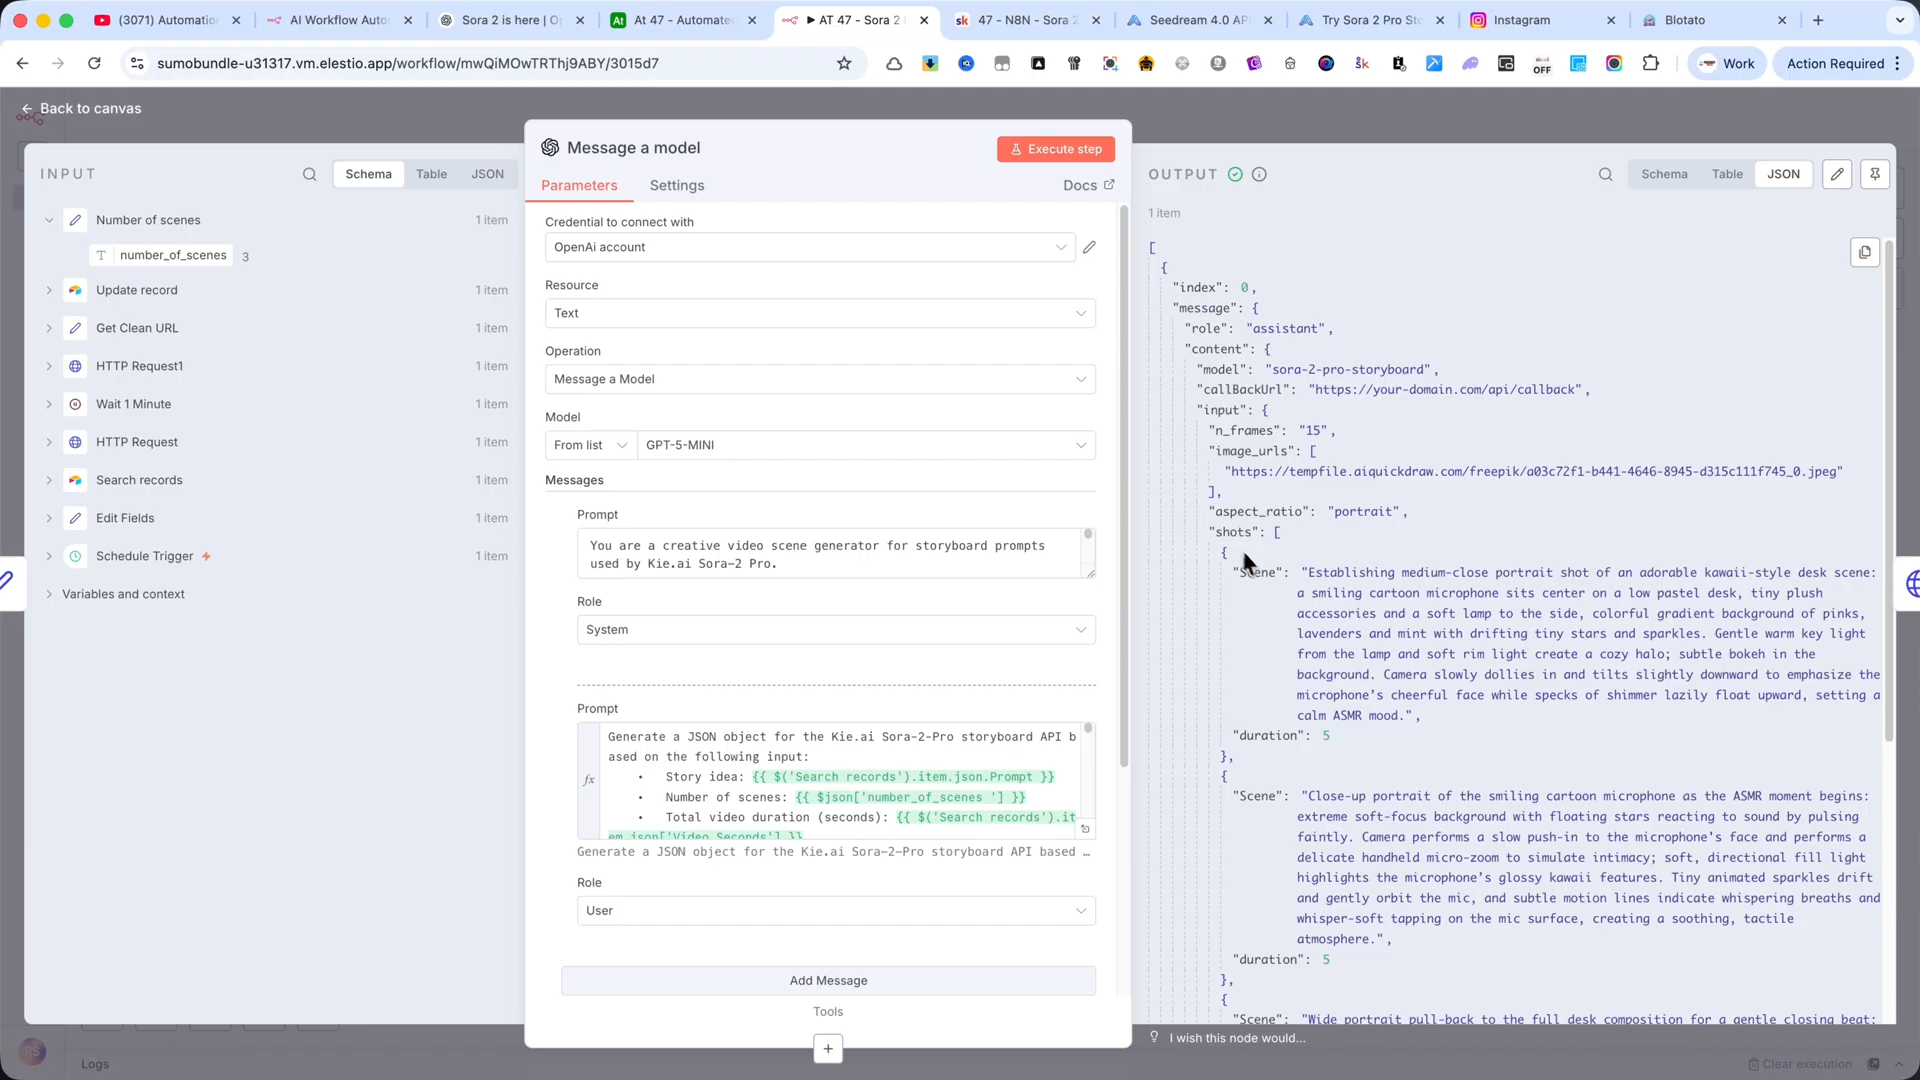 (3071) Automatio
AI Workflow Auto
Sora 2 is here | Op
At 47 - Automated
AT 47 - Sora 2
47 - N8N - Sora 2
Seedream 4.0 API
Try Sora 2 Pro Sto
Instagram
Blotato
sumobundle-u31317.vm.elestio.app/workflow/mwQiMOwTRThj9ABY/3015d7
OFF
Work
Action Required
Back to canvas
INPUT
Schema
Table
JSON
Number of scenes
1 item
T number_of_scenes 3
Update record
1 item
Get Clean URL
1 item
HTTP Request1
1 item
Wait 1 Minute
1 item
HTTP Request
1 item
Search records
1 item
Edit Fields
1 item
Schedule Trigger
1 item
Variables and context
Message a model
Execute step
Parameters
Settings
Docs
Credential to connect with
OpenAi account
Resource
Text
Operation
Message a Model
Model
From list
GPT-5-MINI
Messages
Prompt
You are a creative video scene generator for storyboard prompts
used by Kie.ai Sora-2 Pro.
Role
System
Prompt
fx
Generate a JSON object for the Kie.ai Sora-2-Pro storyboard API b
ased on the following input:
• Story idea: {{ $('Search records').item.json.Prompt }}
• Number of scenes: {{ $json['number_of_scenes '] }}
• Total video duration (seconds): {{ $('Search records').it
em.json['Video Seconds'] }}
Generate a JSON object for the Kie.ai Sora-2-Pro storyboard API based …
Role
User
Add Message
Tools
+
OUTPUT
Schema
Table
JSON
1 item
[
{
"index": 0,
"message": {
"role": "assistant",
"content": {
"model": "sora-2-pro-storyboard",
"callBackUrl": "https://your-domain.com/api/callback",
"input": {
"n_frames": "15",
"image_urls": [
"https://tempfile.aiquickdraw.com/freepik/a03c72f1-b441-4646-8945-d315c111f745_0.jpeg"
],
"aspect_ratio": "portrait",
"shots": [
{
"Scene": "Establishing medium-close portrait shot of an adorable kawaii-style desk scene:
a smiling cartoon microphone sits center on a low pastel desk, tiny plush
accessories and a soft lamp to the side, colorful gradient background of pinks,
lavenders and mint with drifting tiny stars and sparkles. Gentle warm key light
from the lamp and soft rim light create a cozy halo; subtle bokeh in the
background. Camera slowly dollies in and tilts slightly downward to emphasize the
microphone's cheerful face while specks of shimmer lazily float upward, setting a
calm ASMR mood.",
"duration": 5
},
{
"Scene": "Close-up portrait of the smiling cartoon microphone as the ASMR moment begins:
extreme soft-focus background with floating stars reacting to sound by pulsing
faintly. Camera performs a slow push-in to the microphone's face and performs a
delicate handheld micro-zoom to simulate intimacy; soft, directional fill light
highlights the microphone's glossy kawaii features. Tiny animated sparkles drift
and gently orbit the mic, and subtle motion lines indicate whispering breaths and
whisper-soft tapping on the mic surface, creating a soothing, tactile
atmosphere.",
"duration": 5
},
{
"Scene": "Wide portrait pull-back to the full desk composition for a gentle closing beat:
I wish this node would...
RS
Logs
Clear execution